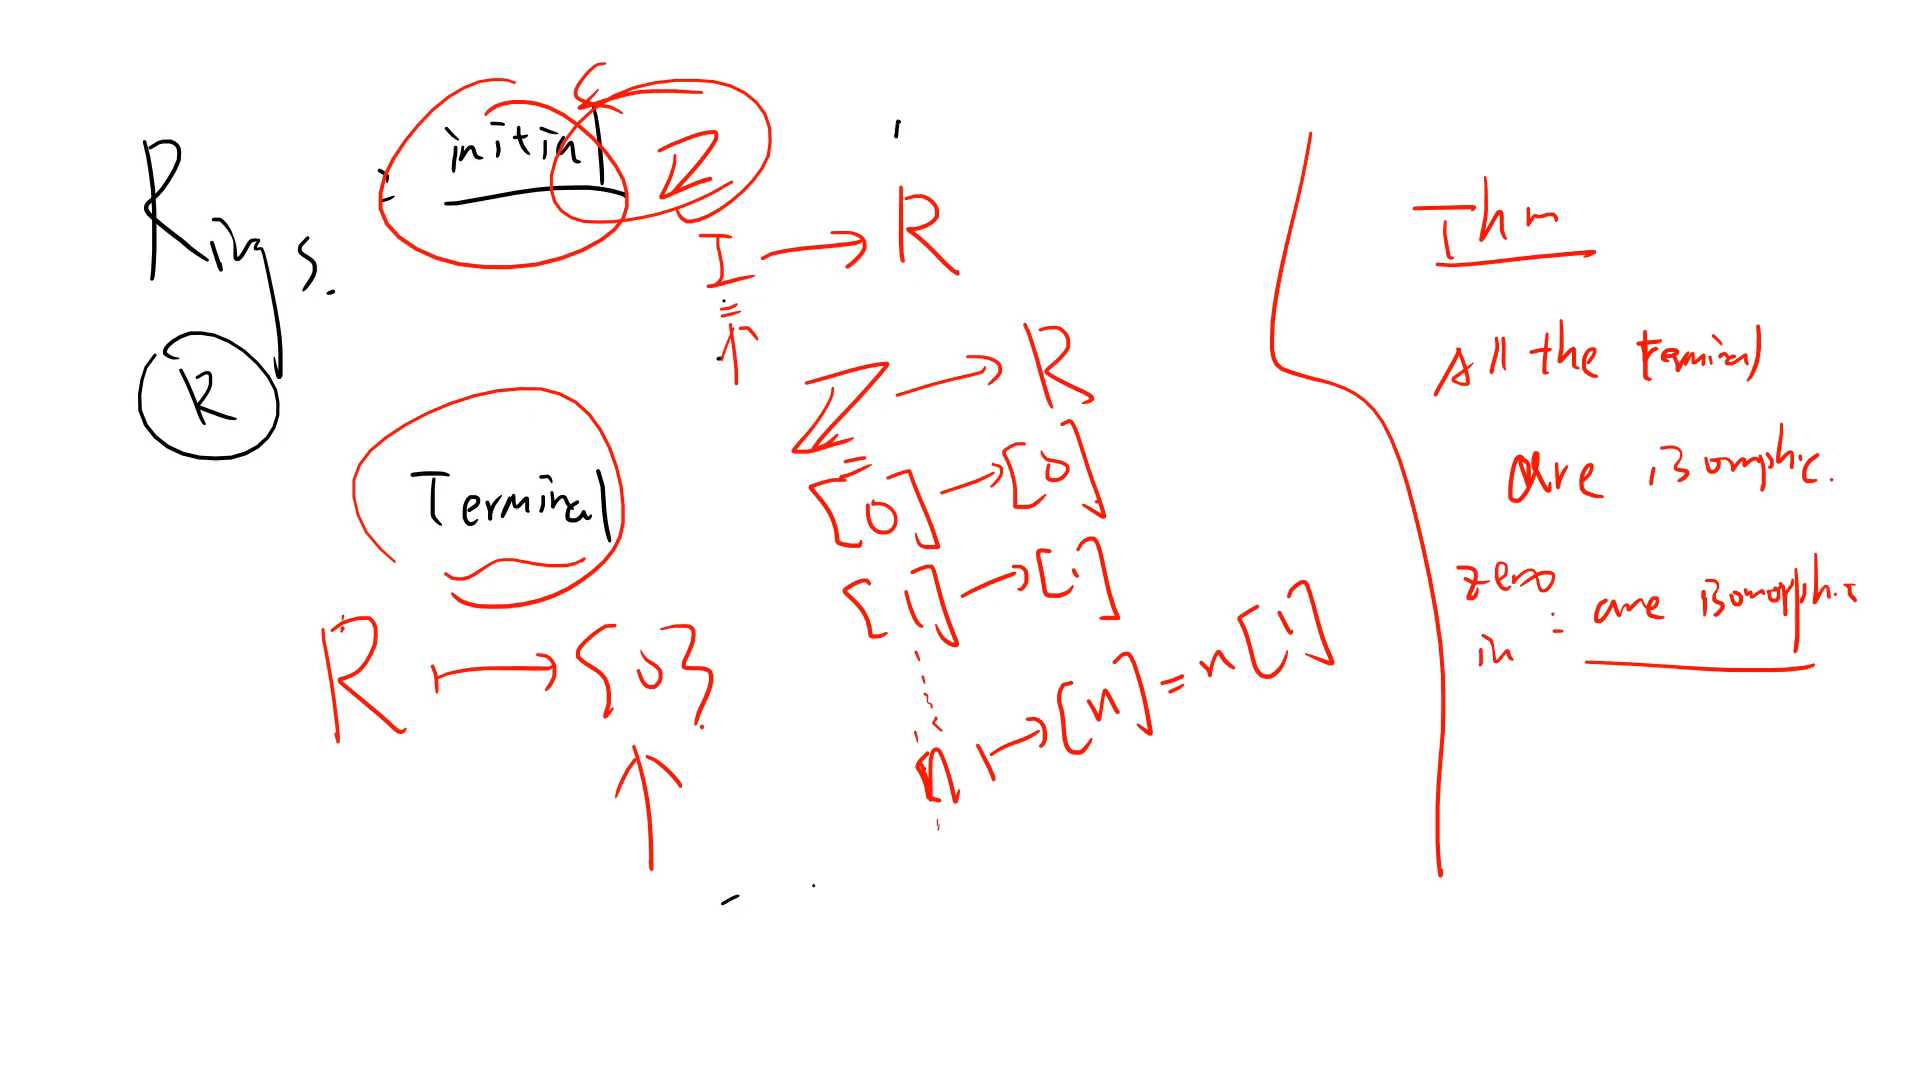 Rings.
R
initial
Z
I → R
Z → R
[0] → [0]
[1] → [1]
n ↦ [n] = n[1]
Terminal
R ↦ {0}
Thm
All the terminal
are isomorphic.
zero
in are isomorphic